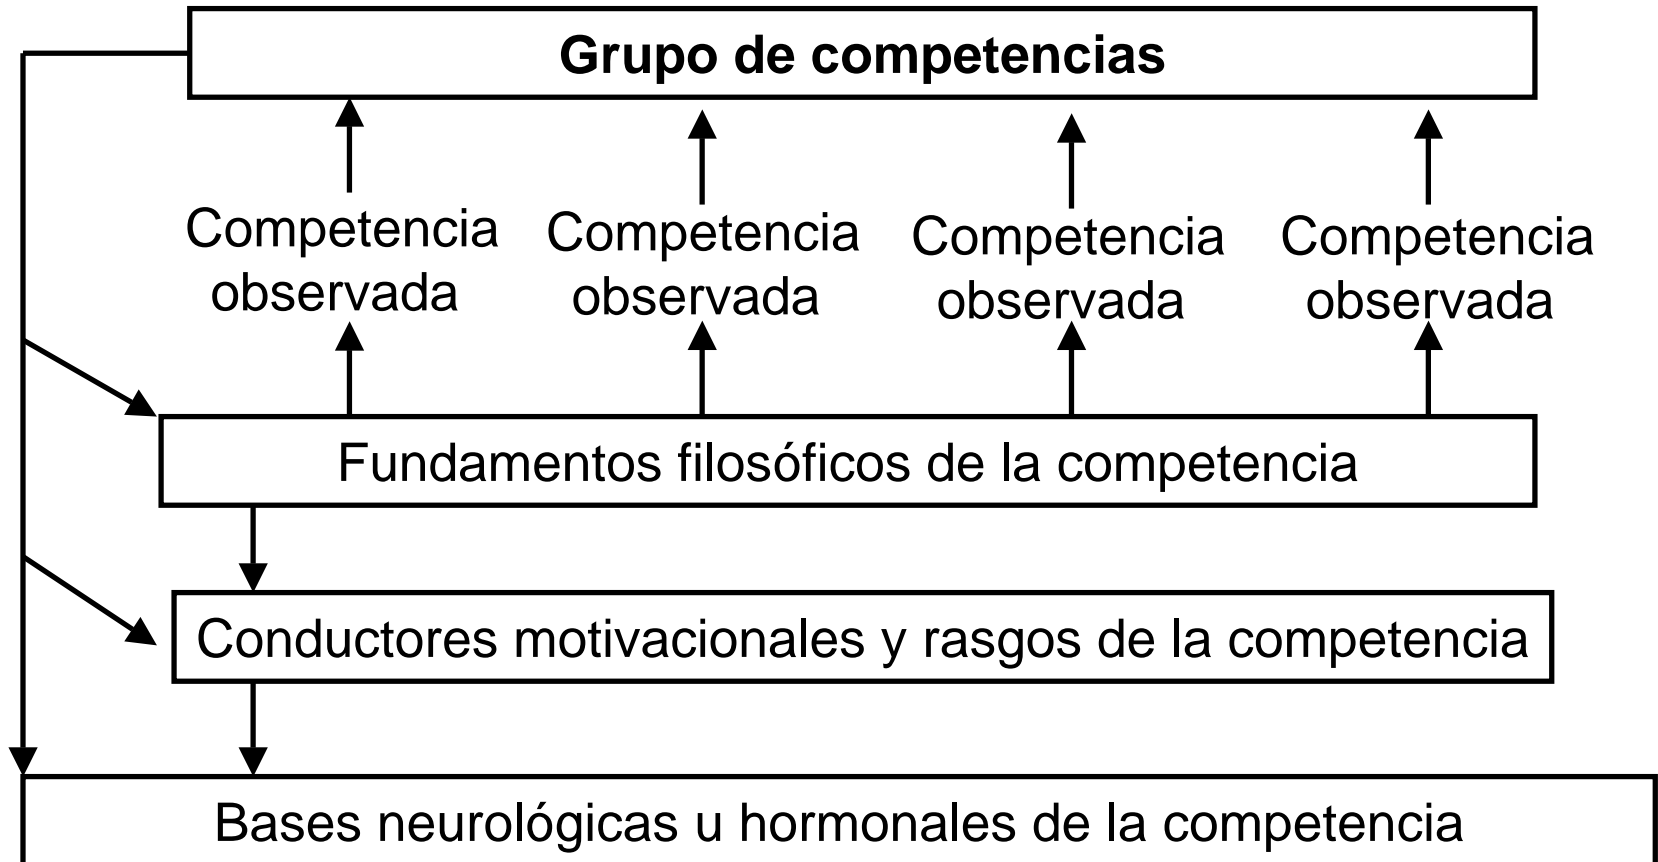 Grupo de competencias
Competencia
observada
Competencia
observada
Competencia
observada
Competencia
observada
Fundamentos filosóficos de la competencia
Conductores motivacionales y rasgos de la competencia
Bases neurológicas u hormonales de la competencia